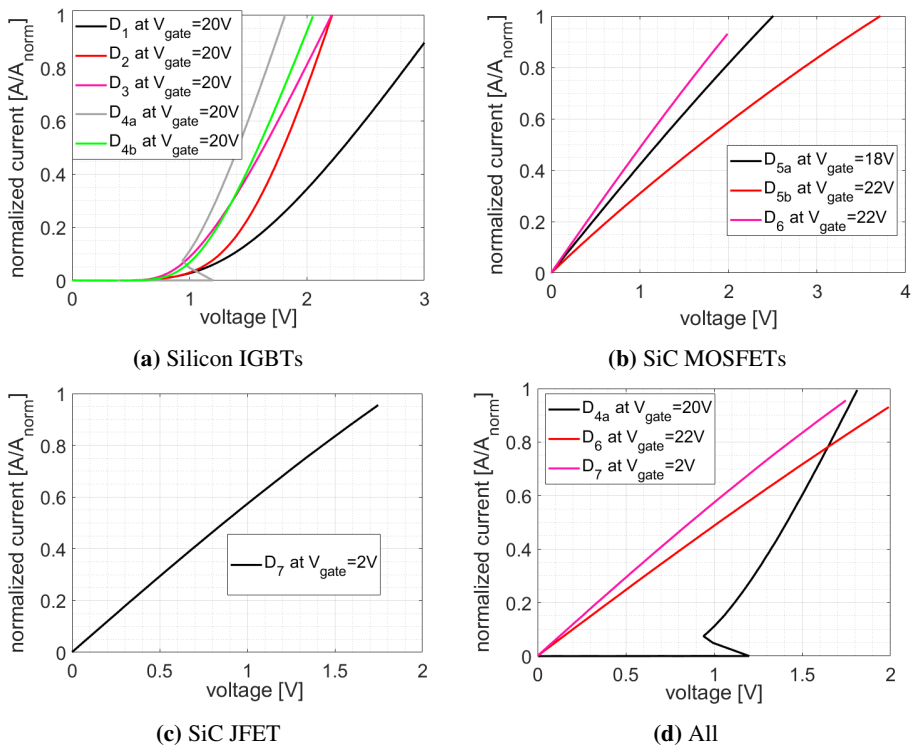 normalized current [A/A_norm]
1
0.8
0.6
0.4
0.2
0
D_1 at V_gate=20V
D_2 at V_gate=20V
D_3 at V_gate=20V
D_4a at V_gate=20V
D_4b at V_gate=20V
0 1 2 3
voltage [V]
(a) Silicon IGBTs
normalized current [A/A_norm]
1
0.8
0.6
0.4
0.2
0
D_5a at V_gate=18V
D_5b at V_gate=22V
D_6 at V_gate=22V
0 1 2 3 4
voltage [V]
(b) SiC MOSFETs
normalized current [A/A_norm]
1
0.8
0.6
0.4
0.2
0
D_7 at V_gate=2V
0 0.5 1 1.5 2
voltage [V]
(c) SiC JFET
normalized current [A/A_norm]
1
0.8
0.6
0.4
0.2
0
D_4a at V_gate=20V
D_6 at V_gate=22V
D_7 at V_gate=2V
0 0.5 1 1.5 2
voltage [V]
(d) All